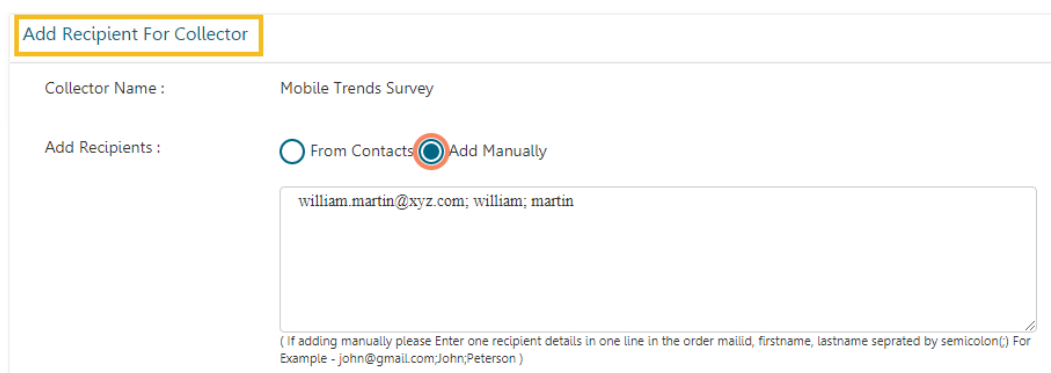 Add Recipient For Collector
Collector Name : Mobile Trends Survey
Add Recipients : From Contacts Add Manually
william.martin@xyz.com; william; martin
( If adding manually please Enter one recipient details in one line in the order mailid, firstname, lastname seprated by semicolon(;) For
Example - john@gmail.com;John;Peterson )